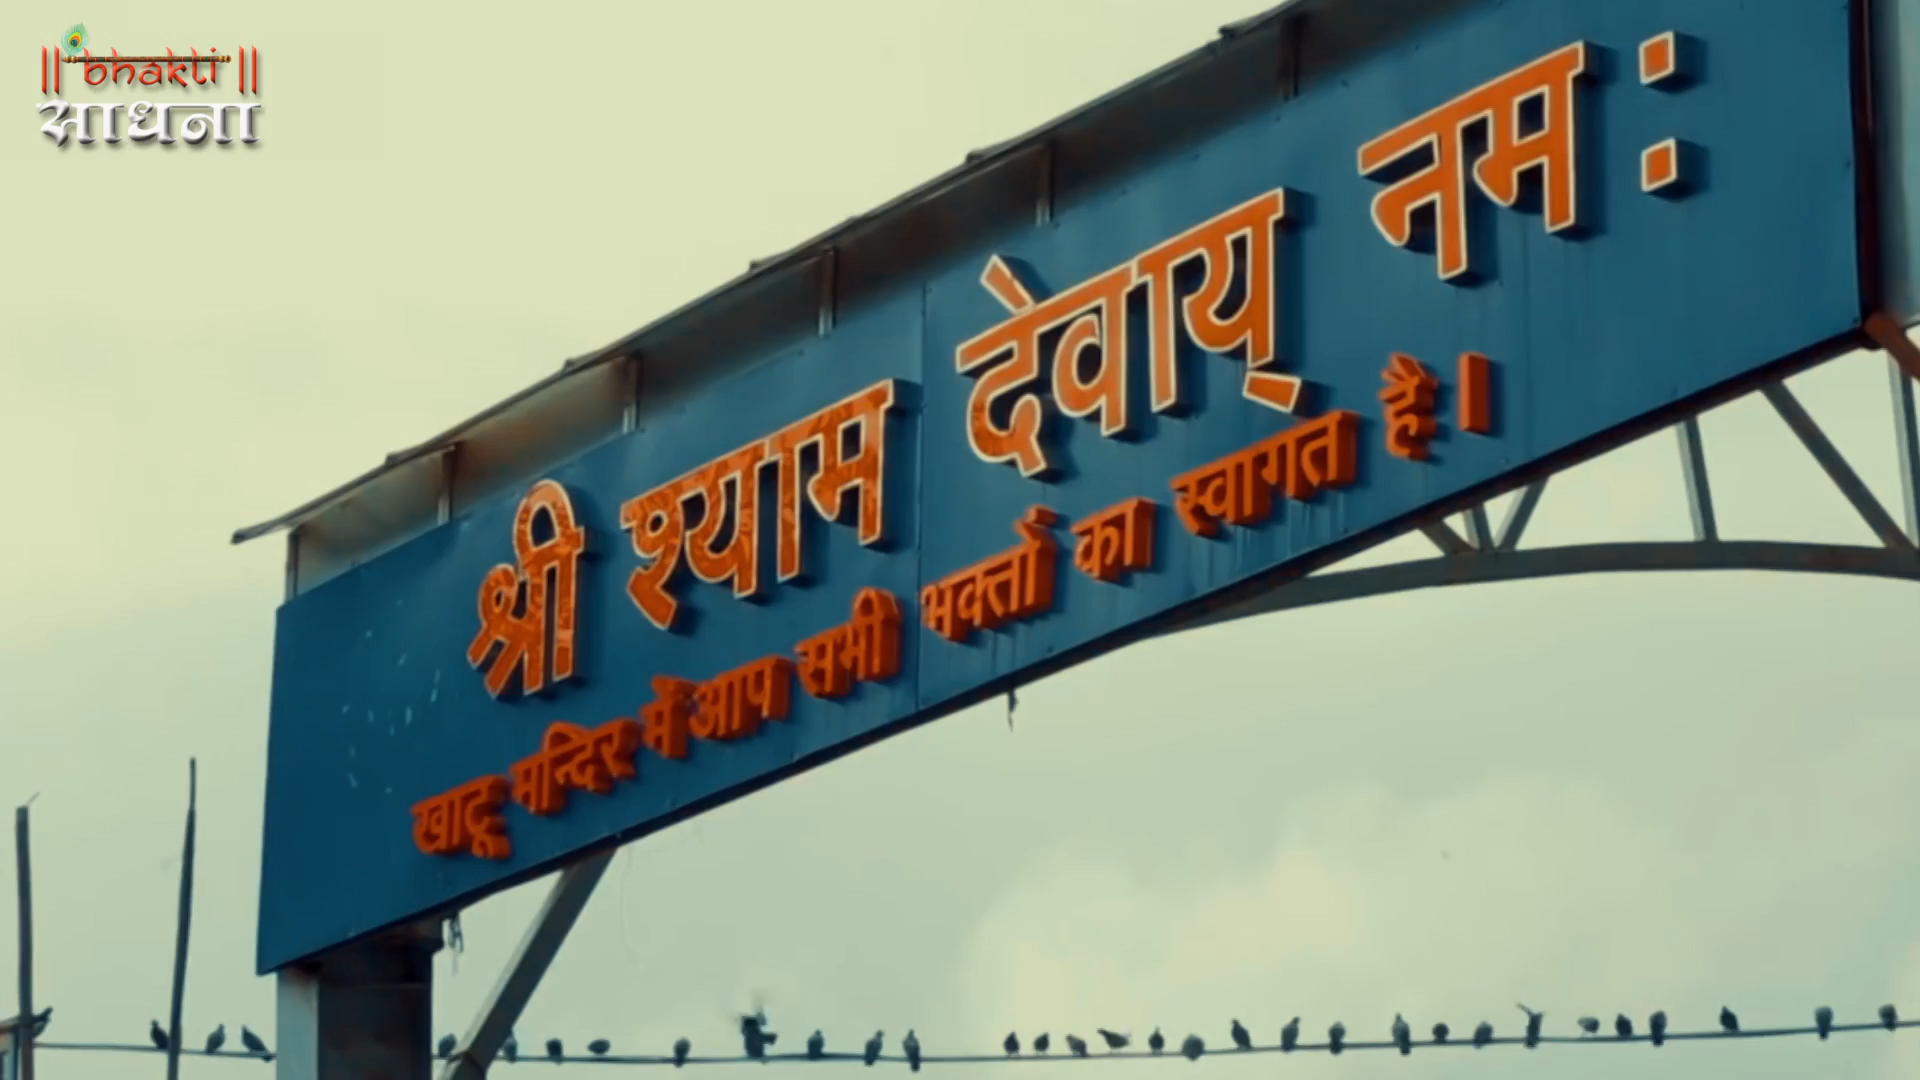 || bhakti ||
साधना
श्री श्याम देवाय् नमः
खाटू मन्दिर में आप सभी भक्तों का स्वागत है।